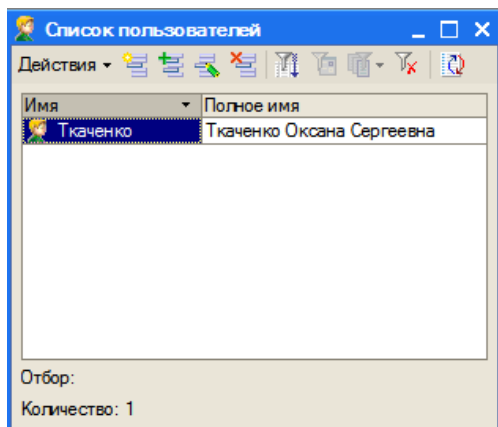 Список пользователей
Действия
Имя Полное имя
Ткаченко Ткаченко Оксана Сергеевна
Отбор:
Количество: 1